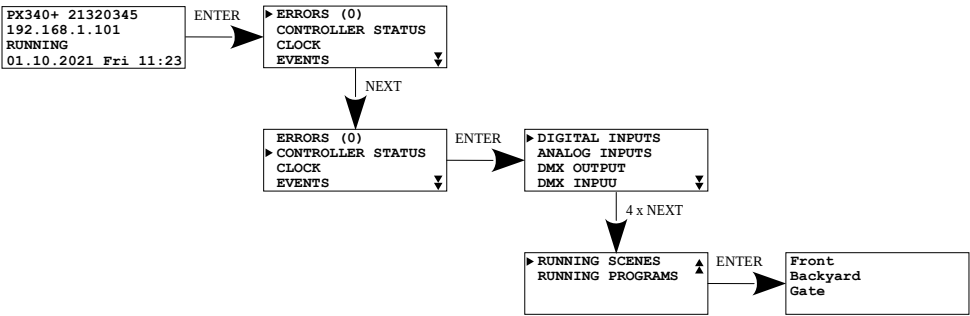 PX340+ 21320345
192.168.1.101
RUNNING
01.10.2021 Fri 11:23
ENTER
ERRORS (0)
CONTROLLER STATUS
CLOCK
EVENTS
NEXT
ERRORS (0)
CONTROLLER STATUS
CLOCK
EVENTS
ENTER
DIGITAL INPUTS
ANALOG INPUTS
DMX OUTPUT
DMX INPUU
4 x NEXT
RUNNING SCENES
RUNNING PROGRAMS
ENTER
Front
Backyard
Gate